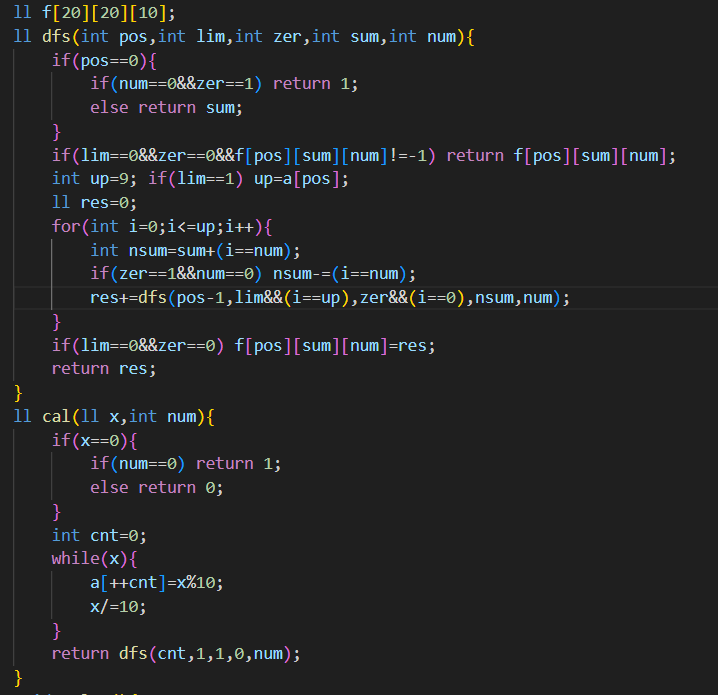 ll f[20][20][10];
ll dfs(int pos,int lim,int zer,int sum,int num){
    if(pos==0){
        if(num==0&&zer==1) return 1;
        else return sum;
    }
    if(lim==0&&zer==0&&f[pos][sum][num]!=-1) return f[pos][sum][num];
    int up=9; if(lim==1) up=a[pos];
    ll res=0;
    for(int i=0;i<=up;i++){
        int nsum=sum+(i==num);
        if(zer==1&&num==0) nsum-=(i==num);
        res+=dfs(pos-1,lim&&(i==up),zer&&(i==0),nsum,num);
    }
    if(lim==0&&zer==0) f[pos][sum][num]=res;
    return res;
}
ll cal(ll x,int num){
    if(x==0){
        if(num==0) return 1;
        else return 0;
    }
    int cnt=0;
    while(x){
        a[++cnt]=x%10;
        x/=10;
    }
    return dfs(cnt,1,1,0,num);
}